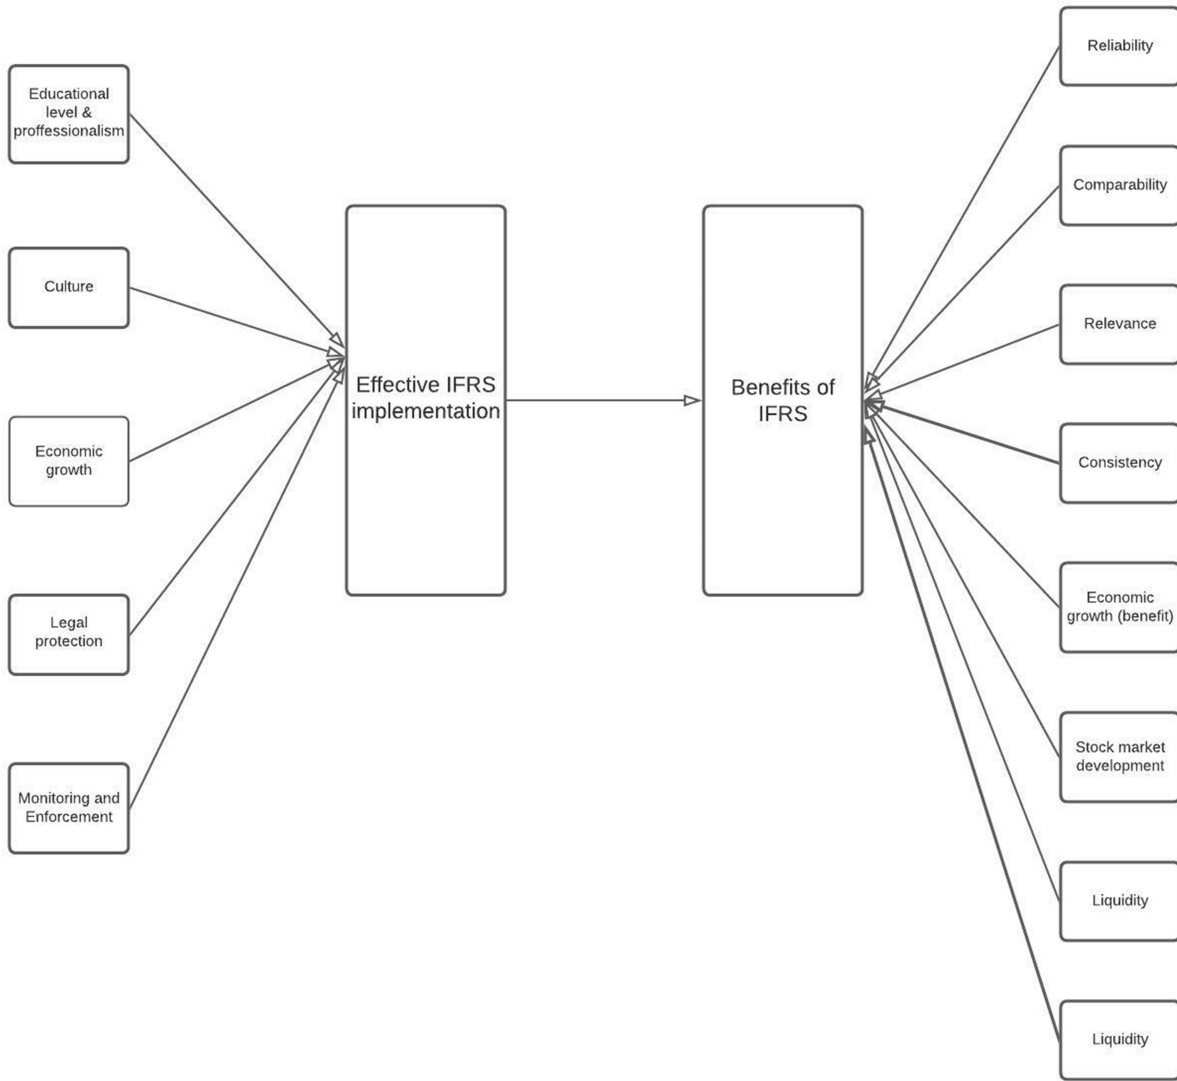 Educational
level &
proffessionalism
Culture
Economic
growth
Legal
protection
Monitoring and
Enforcement
Effective IFRS
implementation
Benefits of
IFRS
Reliability
Comparability
Relevance
Consistency
Economic
growth (benefit)
Stock market
development
Liquidity
Liquidity